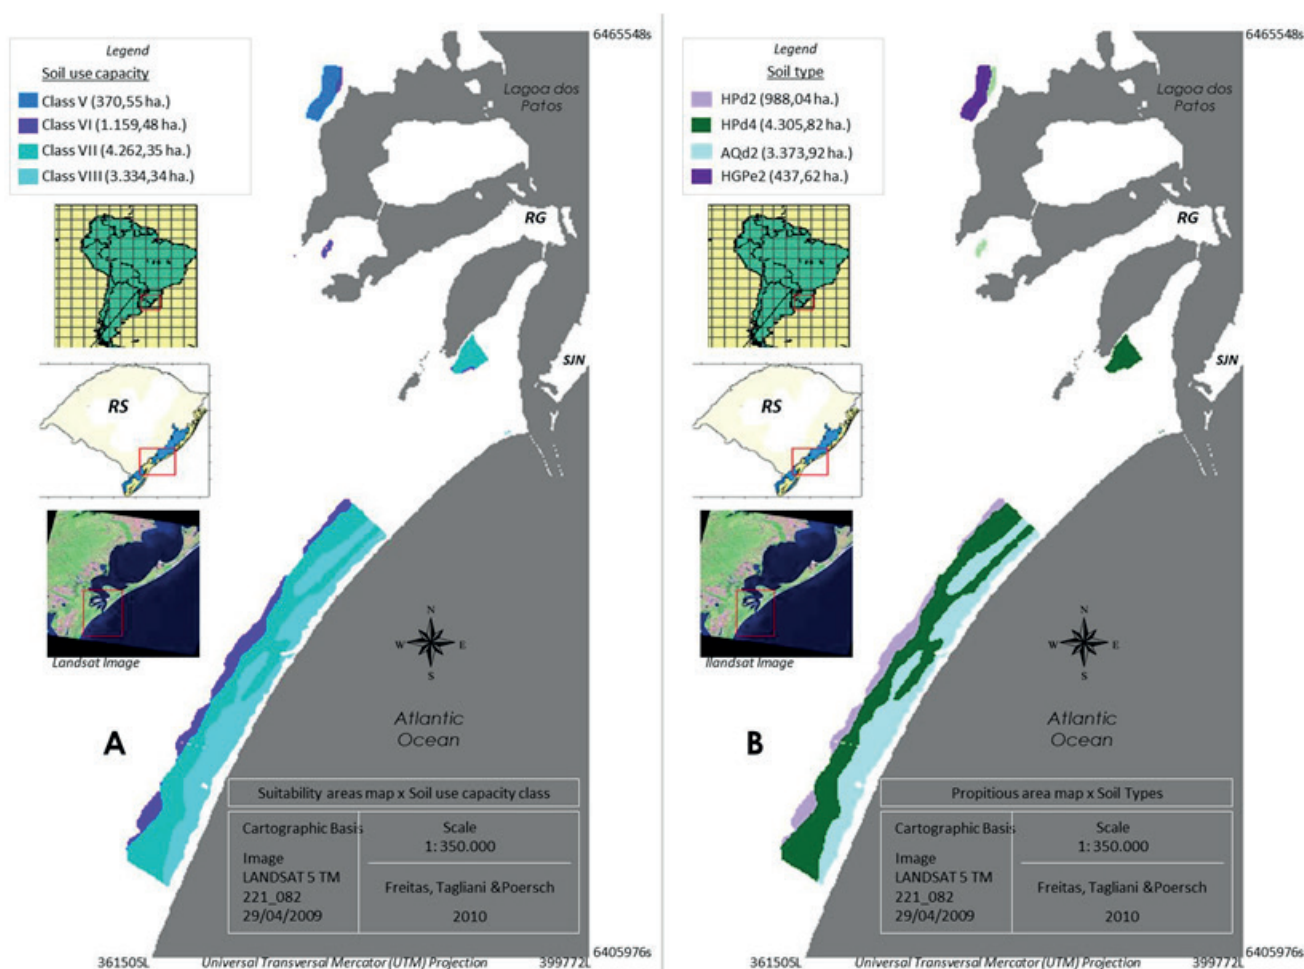 Legend
Soil use capacity
Class V (370,55 ha.)
Class VI (1.159,48 ha.)
Class VII (4.262,35 ha.)
Class VIII (3.334,34 ha.)
6465548s
Lagoa dos
Patos
RG
SJN
RS
Landsat Image
N
W E
S
Atlantic
Ocean
A
Suitability areas map x Soil use capacity class
Cartographic Basis
Image
LANDSAT 5 TM
221_082
29/04/2009
Scale
1: 350.000
Freitas, Tagliani &Poersch
2010
6405976s
361505L
Universal Transversal Mercator (UTM) Projection
399772L
Legend
Soil type
HPd2 (988,04 ha.)
HPd4 (4.305,82 ha.)
AQd2 (3.373,92 ha.)
HGPe2 (437,62 ha.)
6465548s
Lagoa dos
Patos
RG
SJN
RS
llandsat Image
N
W E
S
Atlantic
Ocean
B
Propitious area map x Soil Types
Cartographic Basis
Image
LANDSAT 5 TM
221_082
29/04/2009
Scale
1: 350.000
Freitas, Tagliani &Poersch
2010
6405976s
361505L
Universal Transversal Mercator (UTM) Projection
399772L